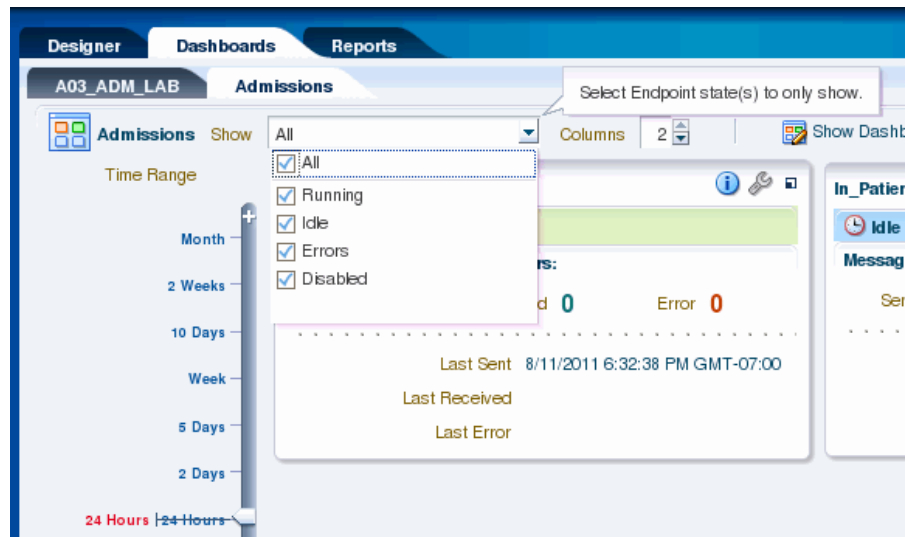 Designer Dashboards Reports
A03_ADM_LAB Admissions
Select Endpoint state(s) to only show.
Admissions Show All Columns 2 Show Dashb
Time Range
All
Running
Idle
Errors
Disabled
In_Patien
Idle
rs:
Messag
d 0 Error 0
Sen
Last Sent 8/11/2011 6:32:38 PM GMT-07:00
Last Received
Last Error
Month
2 Weeks
10 Days
Week
5 Days
2 Days
24 Hours 24 Hours